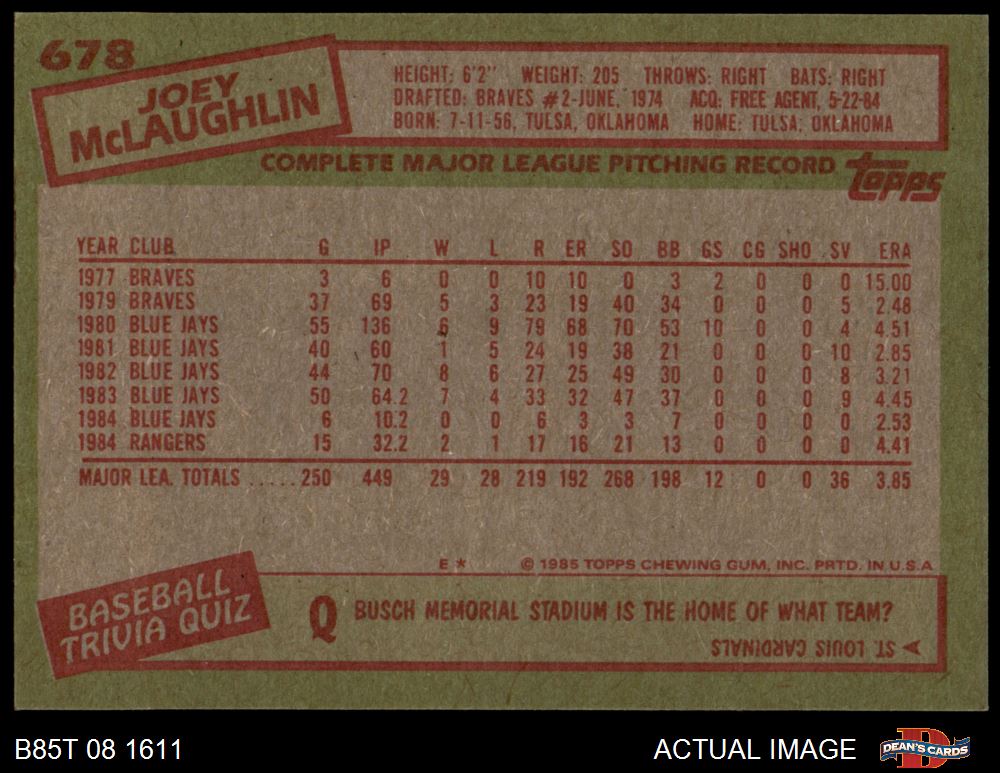 678
JOEY
McLAUGHLIN
HEIGHT: 6'2" WEIGHT: 205 THROWS: RIGHT BATS: RIGHT
DRAFTED: BRAVES #2-JUNE, 1974 ACQ: FREE AGENT, 5-22-84
BORN: 7-11-56, TULSA, OKLAHOMA HOME: TULSA, OKLAHOMA
COMPLETE MAJOR LEAGUE PITCHING RECORD topps
YEAR CLUB G IP W L R ER SO BB GS CG SHO SV ERA
1977 BRAVES 3 6 0 0 10 10 0 3 2 0 0 0 15.00
1979 BRAVES 37 69 5 3 23 19 40 34 0 0 0 5 2.48
1980 BLUE JAYS 55 136 6 9 79 68 70 53 10 0 0 4 4.51
1981 BLUE JAYS 40 60 1 5 24 19 38 21 0 0 0 10 2.85
1982 BLUE JAYS 44 70 8 6 27 25 49 30 0 0 0 8 3.21
1983 BLUE JAYS 50 64.2 7 4 33 32 47 37 0 0 0 9 4.45
1984 BLUE JAYS 6 10.2 0 0 6 3 3 7 0 0 0 0 2.53
1984 RANGERS 15 32.2 2 1 17 16 21 13 0 0 0 0 4.41
MAJOR LEA. TOTALS ..... 250 449 29 28 219 192 268 198 12 0 0 36 3.85
E * © 1985 TOPPS CHEWING GUM, INC. PRTD. IN U.S.A
BASEBALL
TRIVIA QUIZ
Q BUSCH MEMORIAL STADIUM IS THE HOME OF WHAT TEAM?
ST. LOUIS CARDINALS
B85T 08 1611
ACTUAL IMAGE
DEAN'S CARDS